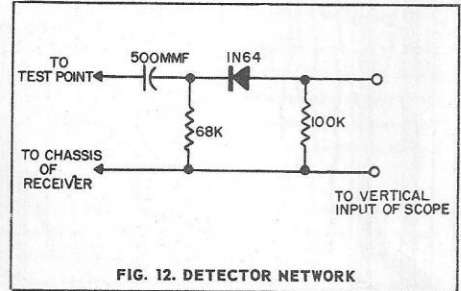 TO
TEST POINT
500MMF
1N64
68K
100K
TO CHASSIS
OF
RECEIVER
TO VERTICAL
INPUT OF SCOPE
FIG. 12. DETECTOR NETWORK